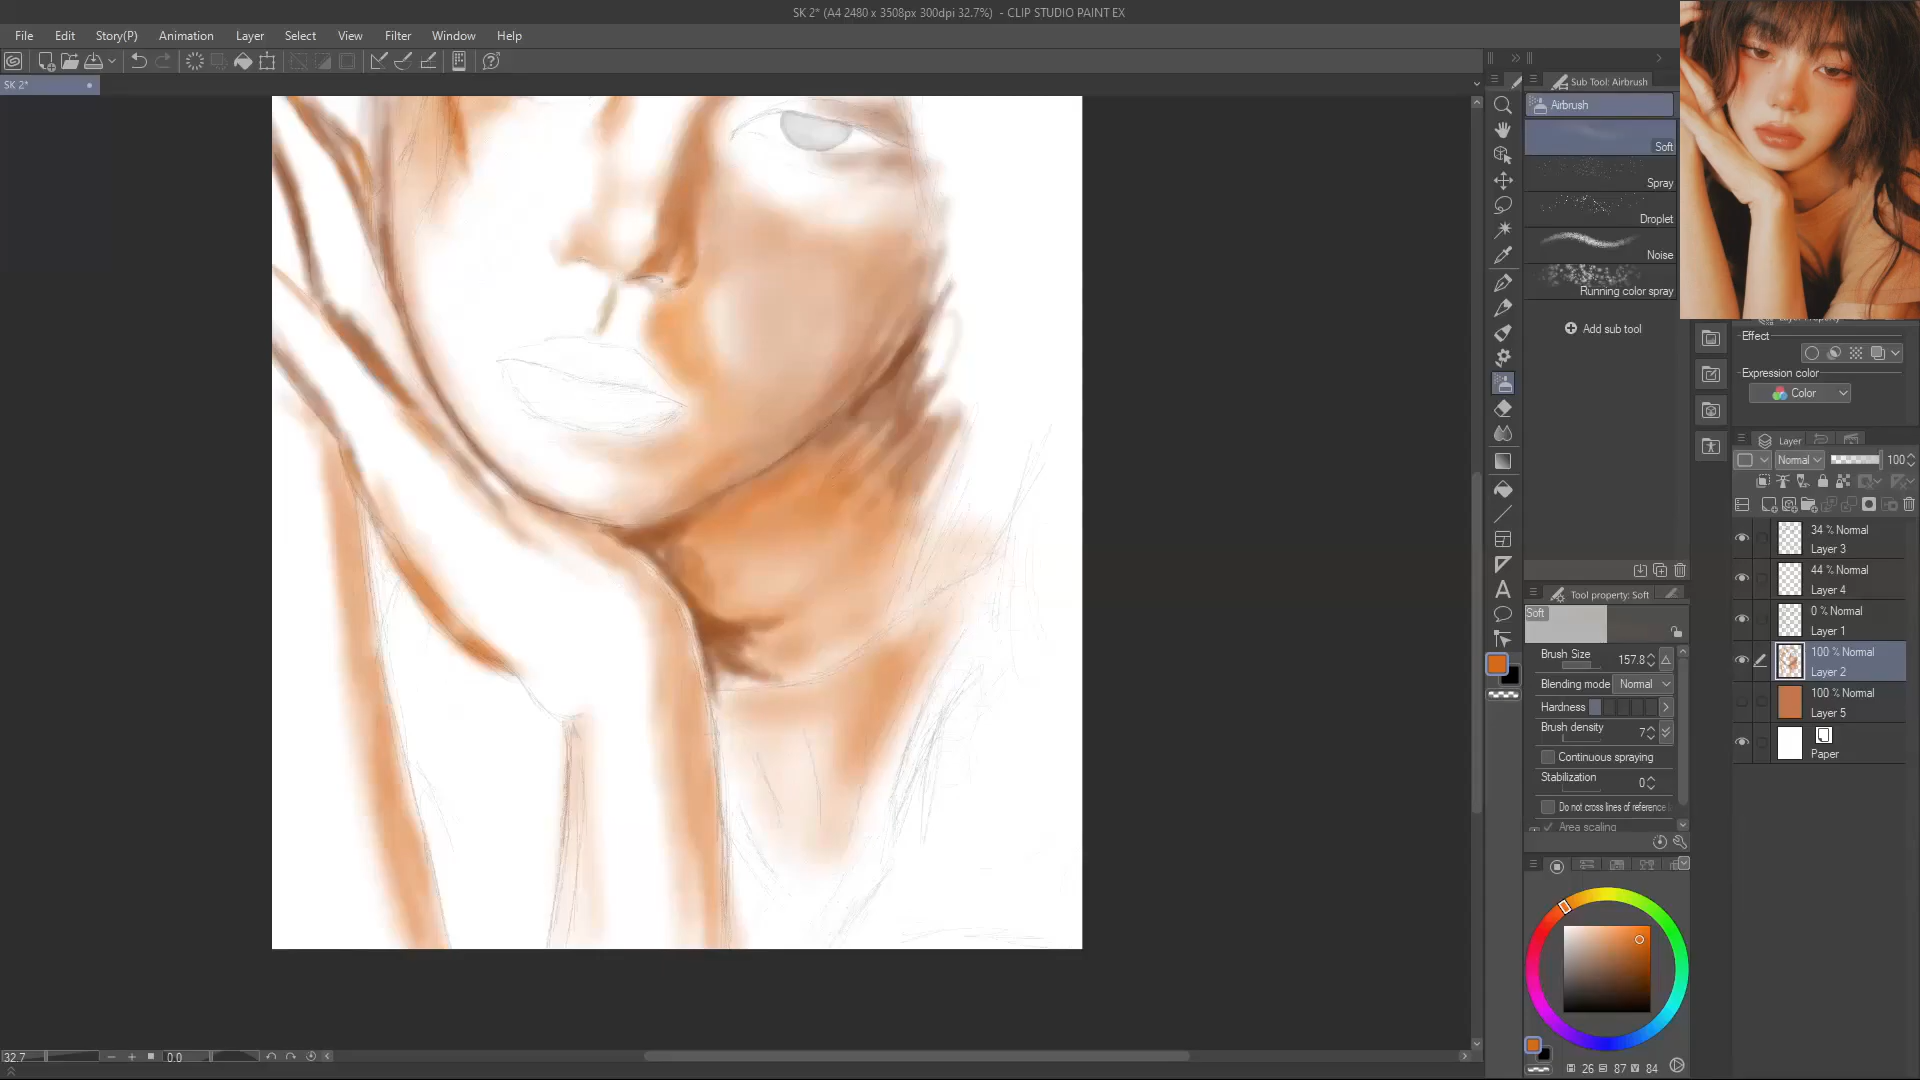 SK 2* (A4 2480 x 3508px 300dpi 32.7%) - CLIP STUDIO PAINT EX
File Edit Story(P) Animation Layer Select View Filter Window Help
SK 2*
Sub Tool: Airbrush
Airbrush
Soft
Spray
Droplet
Noise
Running color spray
Add sub tool
Effect
Expression color
Color
Layer
Normal 100
34 % Normal
Layer 3
44 % Normal
Layer 4
0 % Normal
Layer 1
100 % Normal
Layer 2
100 % Normal
Layer 5
Paper
Tool property: Soft
Soft
Brush Size 157.8
Blending mode Normal
Hardness
Brush density 7
Continuous spraying
Stabilization 0
Do not cross lines of reference
Area scaling
26 87 84
32.7 0.0